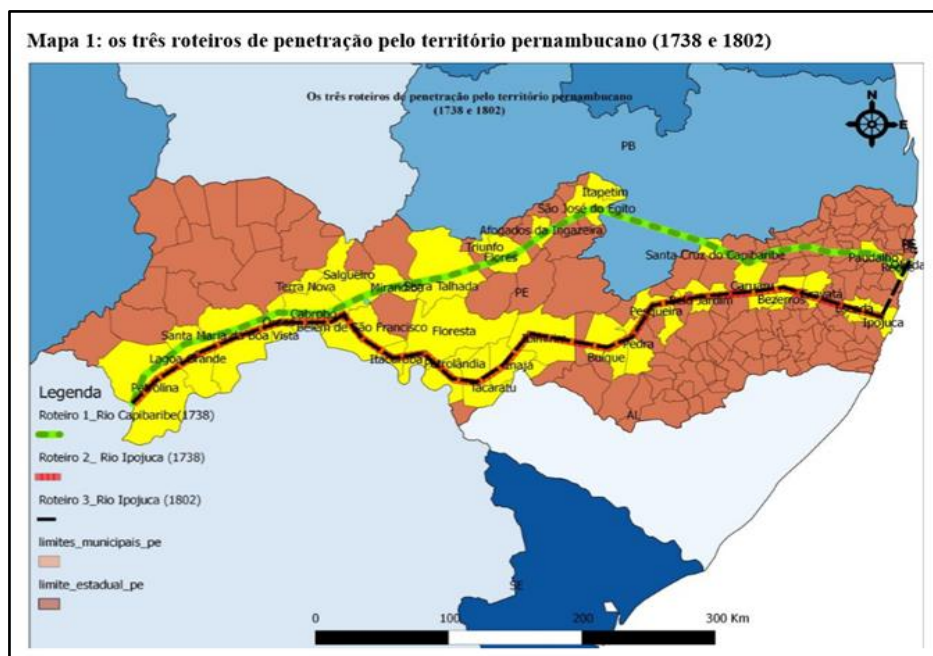 Mapa 1: os três roteiros de penetração pelo território pernambucano (1738 e 1802)
Os três roteiros de penetração pelo território pernambucano
(1738 e 1802)
N
E
PB
Itapetim
São José do Egito
Afogados da Ingazeira
Triunfo
Flores
Santa Cruz do Capibaribe
Paudalho
Salgueiro
Terra Nova
Mirandiba
Serra Talhada
PE
Caruaru
Bezerros
Gravatá
Belo Jardim
Pesqueira
Ipojuca
Cabrobó
Belém de São Francisco
Floresta
Santa Maria da Boa Vista
Pedra
Buíque
Lagoa Grande
Itacuruba
Petrolândia
Inajá
Tacaratu
Petrolina
AL
SE
Legenda
Roteiro 1_Rio Capibaribe(1738)
Roteiro 2_ Rio Ipojuca (1738)
Roteiro 3_Rio Ipojuca (1802)
limites_municipais_pe
limite_estadual_pe
0 100 200 300 Km